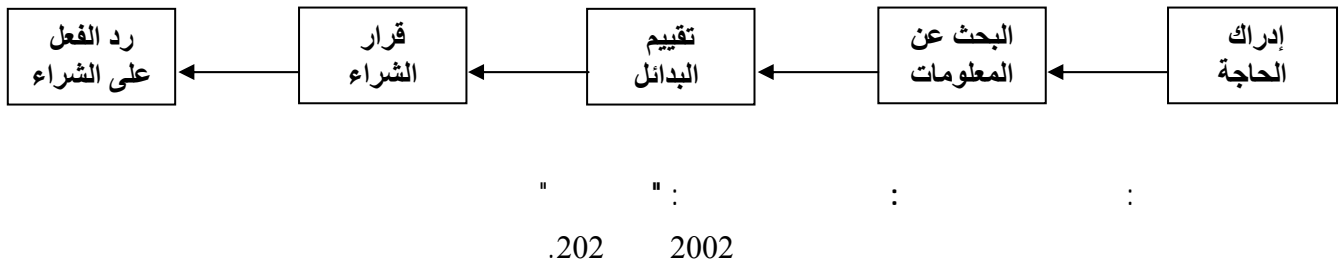 إدراك
الحاجة
البحث عن
المعلومات
تقييم
البدائل
قرار
الشراء
رد الفعل
على الشراء
: : : " "
2002 202.